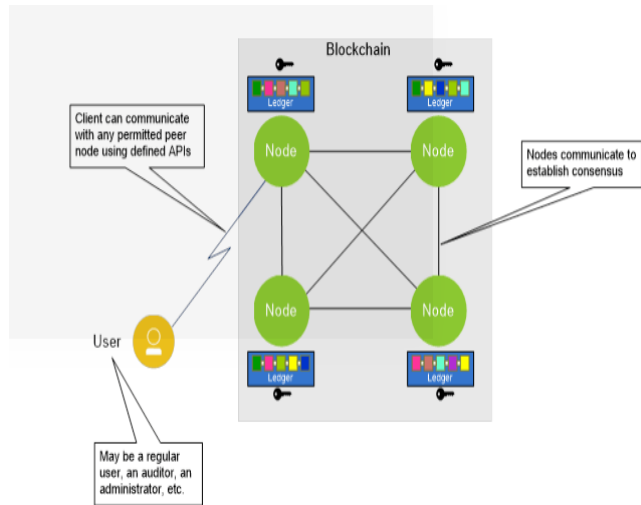 Blockchain
Ledger
Ledger
Client can communicate
with any permitted peer
node using defined APIs
Node
Node
Nodes communicate to
establish consensus
Node
Node
User
Ledger
Ledger
May be a regular
user, an auditor, an
administrator, etc.